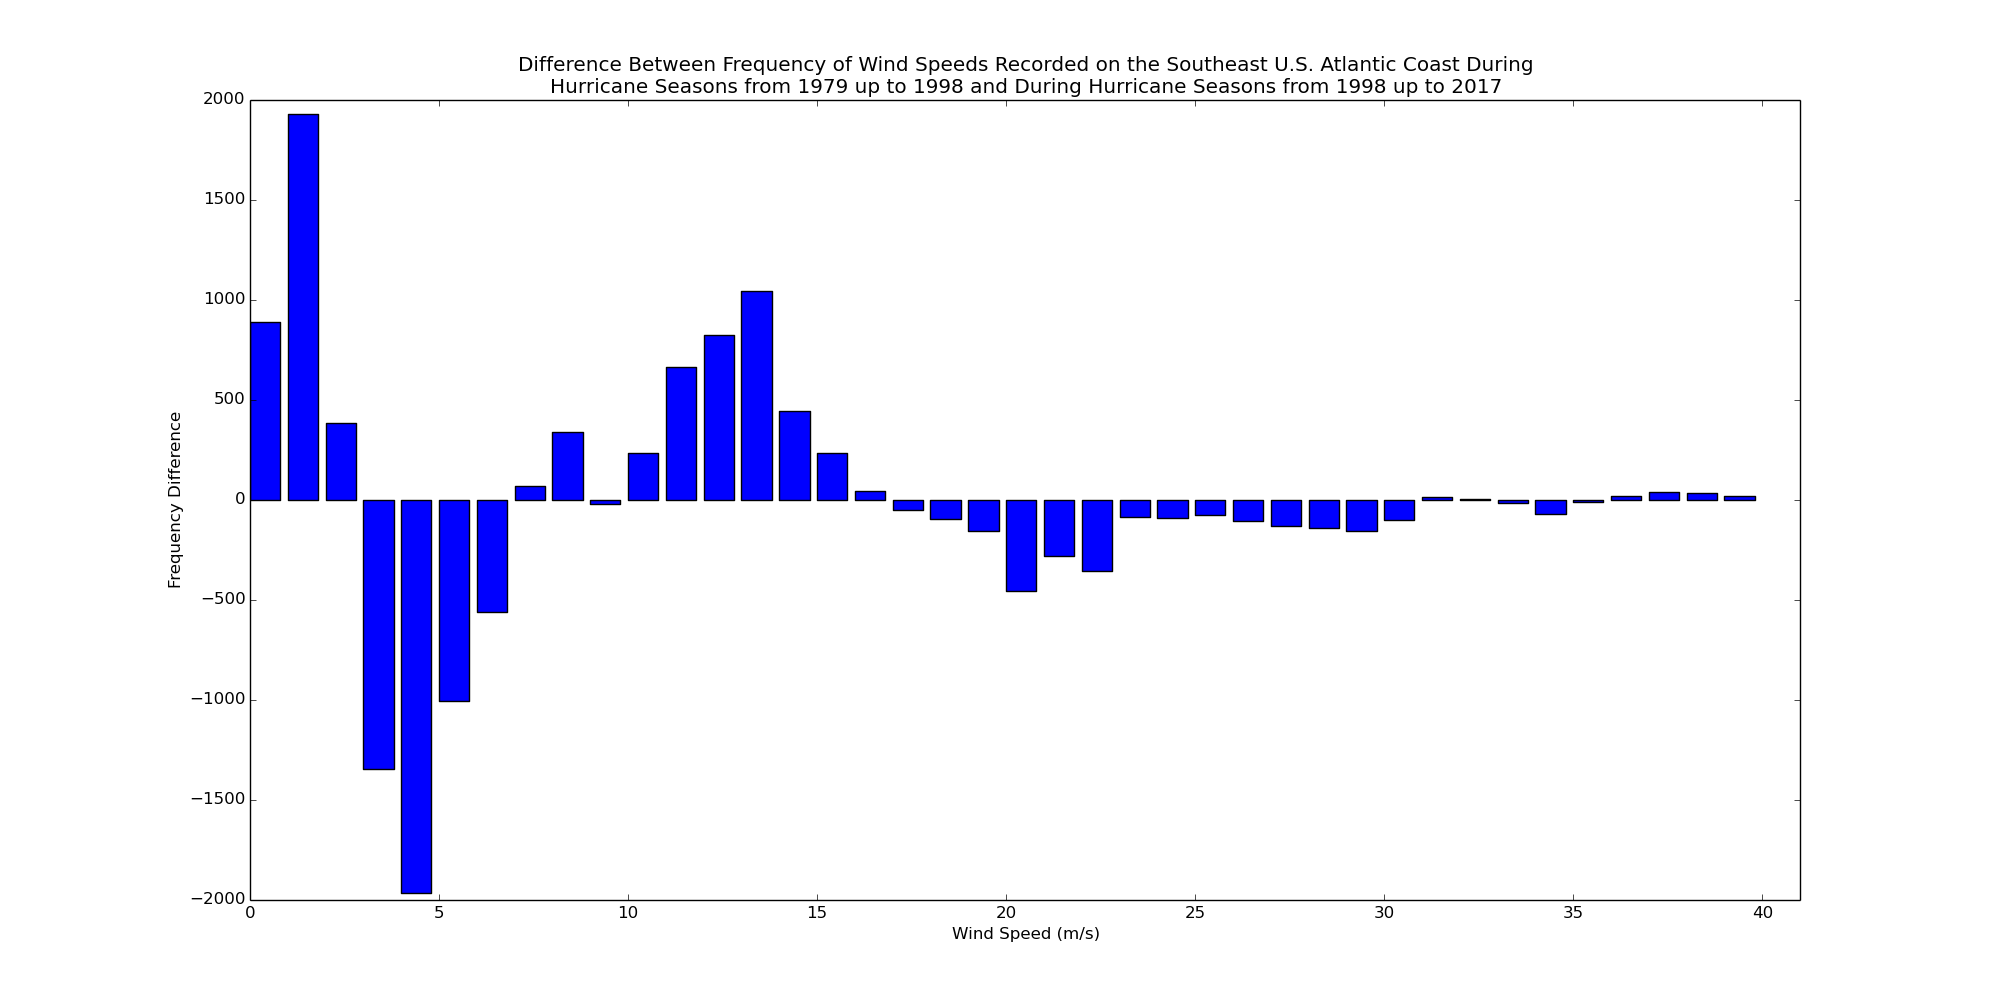 Difference Between Frequency of Wind Speeds Recorded on the Southeast U.S. Atlantic Coast During
Hurricane Seasons from 1979 up to 1998 and During Hurricane Seasons from 1998 up to 2017
2000
1500
1000
500
0
−500
−1000
−1500
−2000
Frequency Difference
0 5 10 15 20 25 30 35 40
Wind Speed (m/s)